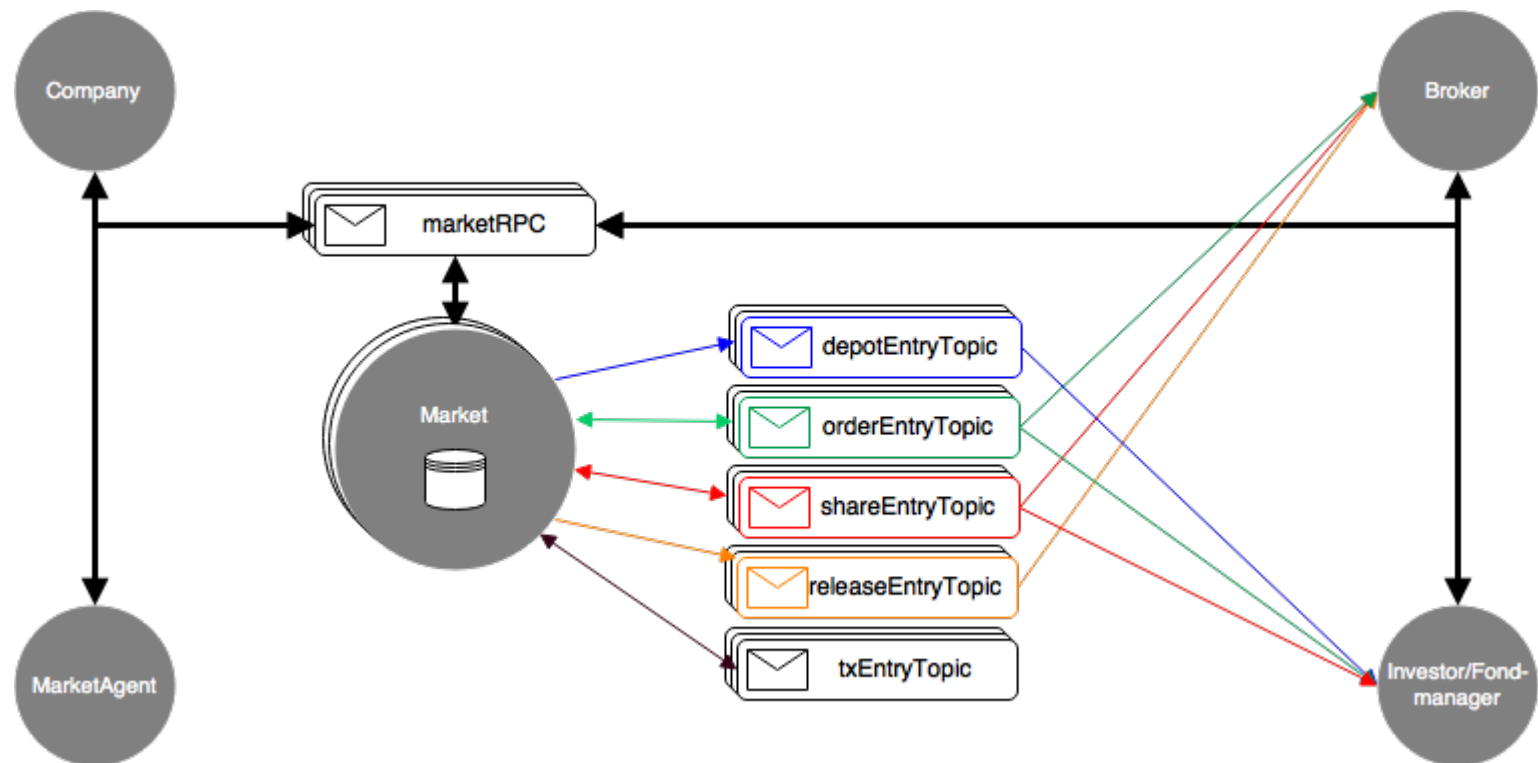 Company
Broker
marketRPC
depotEntryTopic
Market
orderEntryTopic
shareEntryTopic
releaseEntryTopic
txEntryTopic
MarketAgent
Investor/Fond-
manager